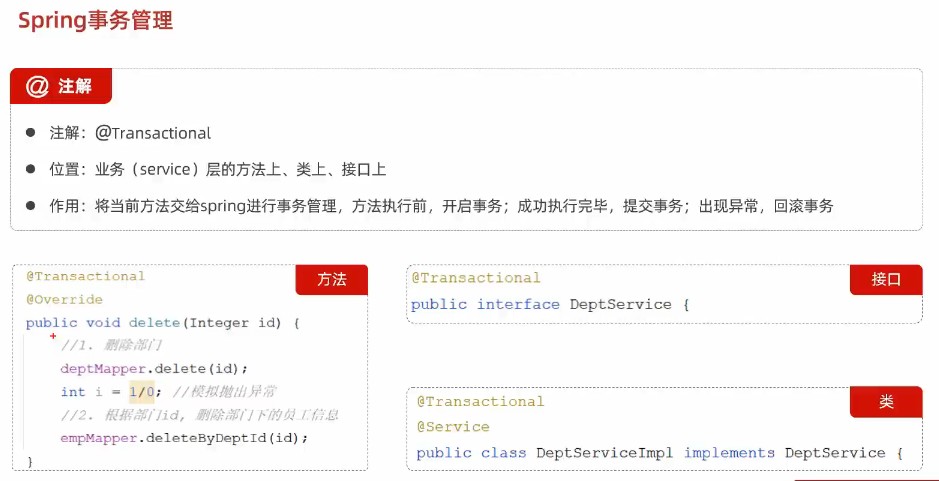 Spring事务管理
@ 注解
● 注解：@Transactional
● 位置：业务（service）层的方法上、类上、接口上
● 作用：将当前方法交给spring进行事务管理，方法执行前，开启事务；成功执行完毕，提交事务；出现异常，回滚事务
方法
@Transactional
@Override
public void delete(Integer id) {
//1. 删除部门
deptMapper.delete(id);
int i = 1/0; //模拟抛出异常
//2. 根据部门id, 删除部门下的员工信息
empMapper.deleteByDeptId(id);
}
接口
@Transactional
public interface DeptService {
类
@Transactional
@Service
public class DeptServiceImpl implements DeptService {